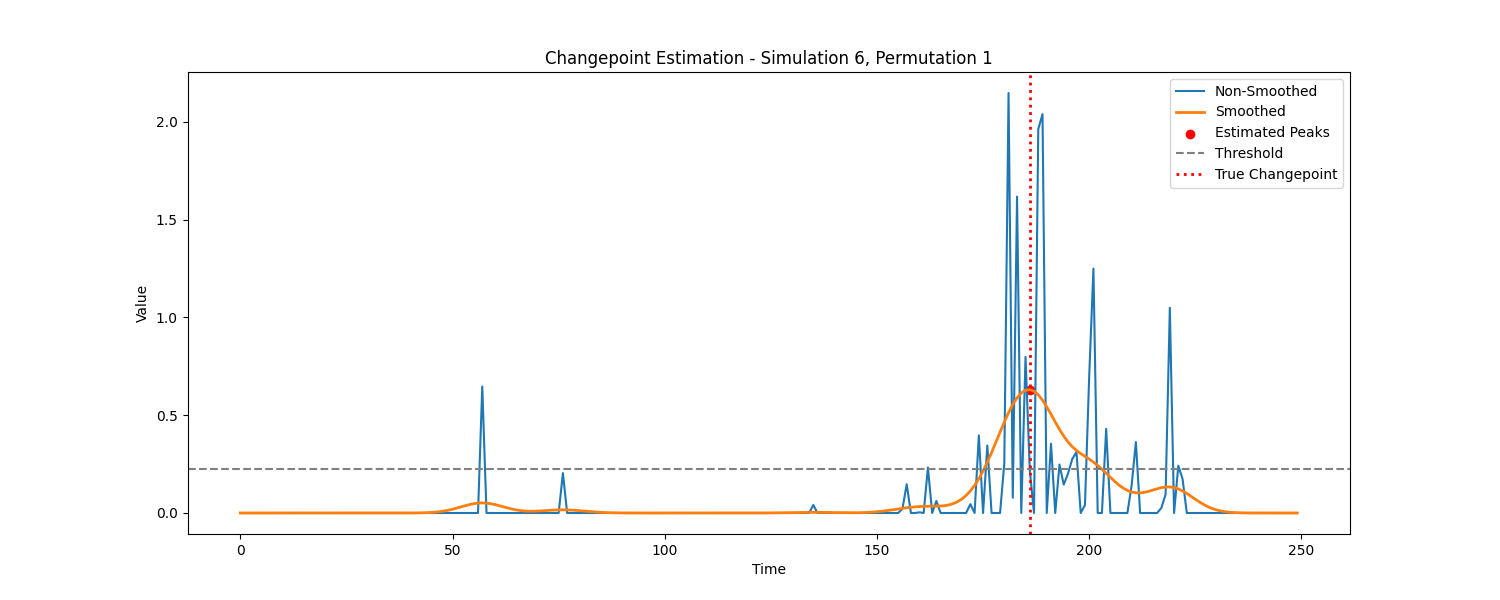 Changepoint Estimation - Simulation 6, Permutation 1
Non-Smoothed
Smoothed
Estimated Peaks
Threshold
True Changepoint
Value
2.0
1.5
1.0
0.5
0.0
0 50 100 150 200 250
Time